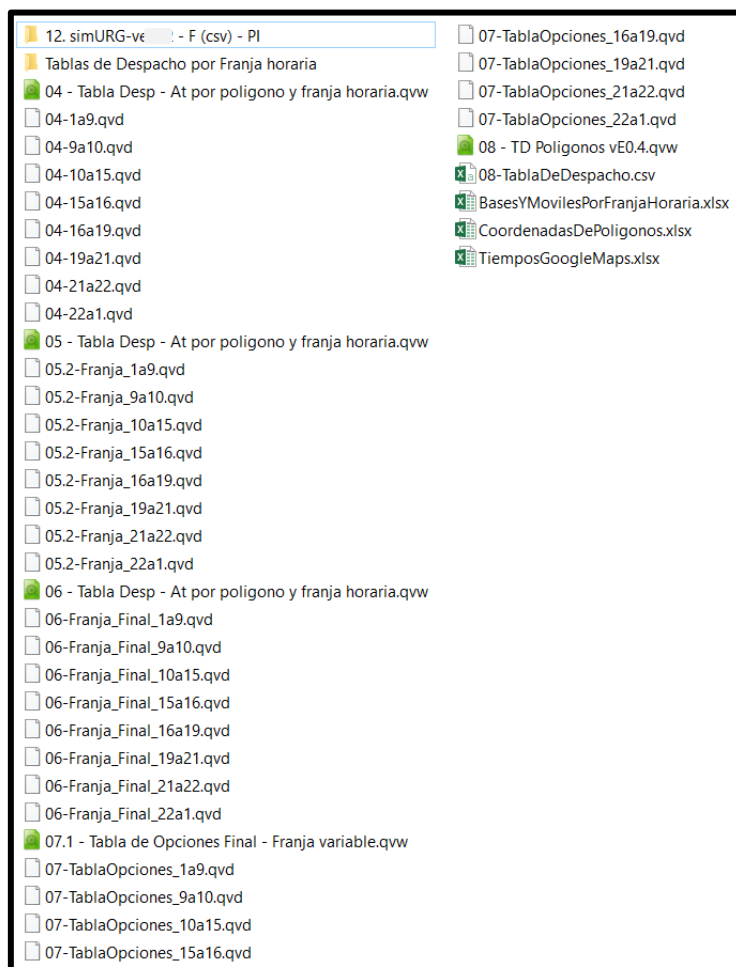 12. simURG-ve - F (csv) - PI
Tablas de Despacho por Franja horaria
04 - Tabla Desp - At por poligono y franja horaria.qvw
04-1a9.qvd
04-9a10.qvd
04-10a15.qvd
04-15a16.qvd
04-16a19.qvd
04-19a21.qvd
04-21a22.qvd
04-22a1.qvd
05 - Tabla Desp - At por poligono y franja horaria.qvw
05.2-Franja_1a9.qvd
05.2-Franja_9a10.qvd
05.2-Franja_10a15.qvd
05.2-Franja_15a16.qvd
05.2-Franja_16a19.qvd
05.2-Franja_19a21.qvd
05.2-Franja_21a22.qvd
05.2-Franja_22a1.qvd
06 - Tabla Desp - At por poligono y franja horaria.qvw
06-Franja_Final_1a9.qvd
06-Franja_Final_9a10.qvd
06-Franja_Final_10a15.qvd
06-Franja_Final_15a16.qvd
06-Franja_Final_16a19.qvd
06-Franja_Final_19a21.qvd
06-Franja_Final_21a22.qvd
06-Franja_Final_22a1.qvd
07.1 - Tabla de Opciones Final - Franja variable.qvw
07-TablaOpciones_1a9.qvd
07-TablaOpciones_9a10.qvd
07-TablaOpciones_10a15.qvd
07-TablaOpciones_15a16.qvd
07-TablaOpciones_16a19.qvd
07-TablaOpciones_19a21.qvd
07-TablaOpciones_21a22.qvd
07-TablaOpciones_22a1.qvd
08 - TD Poligonos vE0.4.qvw
08-TablaDeDespacho.csv
BasesYMovilesPorFranjaHoraria.xlsx
CoordenadasDePoligonos.xlsx
TiemposGoogleMaps.xlsx